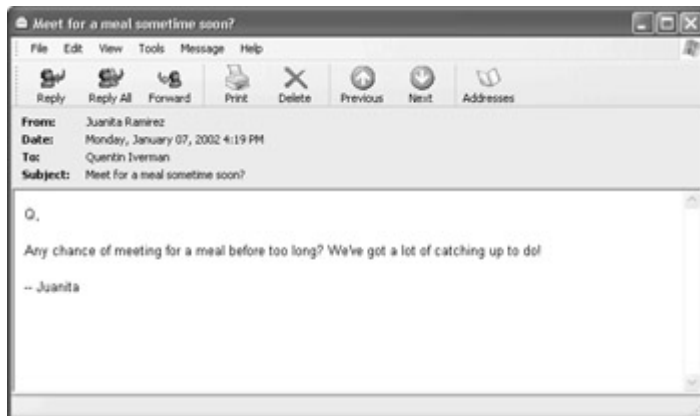 Meet for a meal sometime soon?
File Edit View Tools Message Help
Reply Reply All Forward Print Delete Previous Next Addresses
From: Juanita Ramirez
Date: Monday, January 07, 2002 4:19 PM
To: Quentin Iverman
Subject: Meet for a meal sometime soon?
Q,
Any chance of meeting for a meal before too long? We've got a lot of catching up to do!
-- Juanita